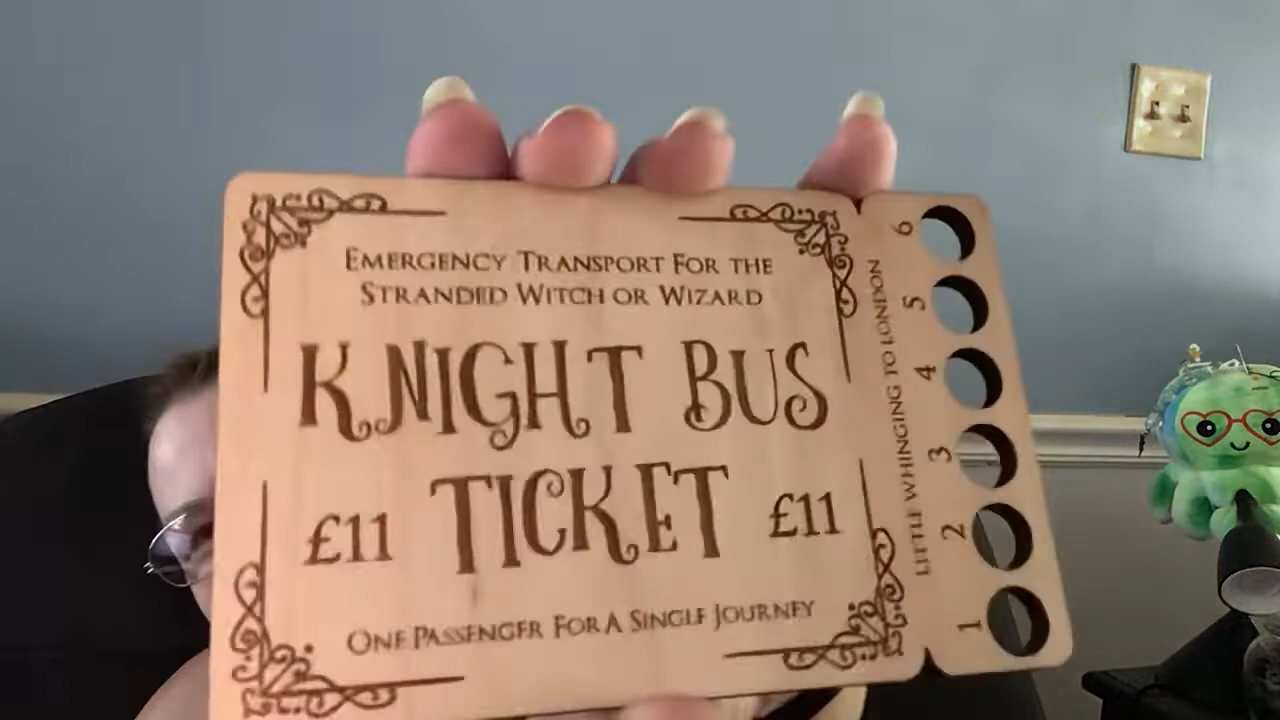 Emergency Transport For the
Stranded Witch or Wizard
Knight Bus
£11 Ticket £11
One Passenger For A Single Journey
Little Whinging to London
6
5
4
3
2
1